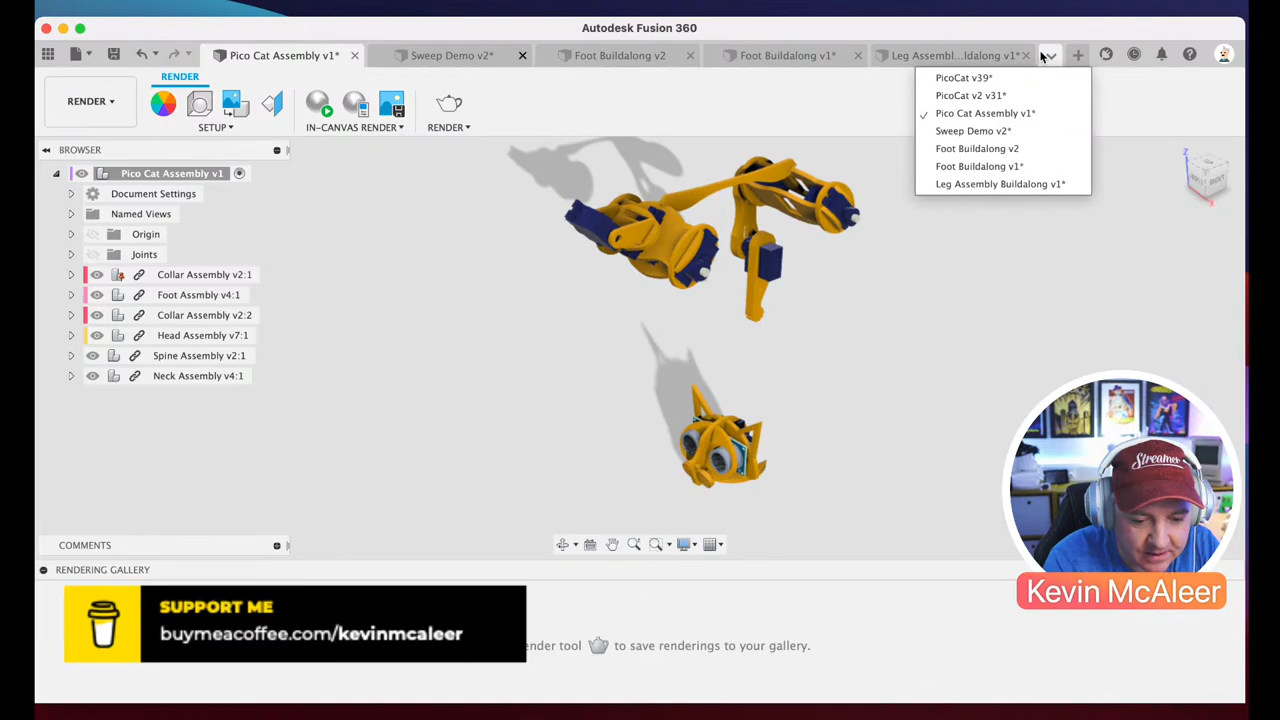 Autodesk Fusion 360
Pico Cat Assembly v1*
Sweep Demo v2*
Foot Buildalong v2
Foot Buildalong v1*
Leg Assembl...ldalong v1*
PicoCat v39*
PicoCat v2 v31*
Pico Cat Assembly v1*
Sweep Demo v2*
Foot Buildalong v2
Foot Buildalong v1*
Leg Assembly Buildalong v1*
RENDER
RENDER
SETUP
IN-CANVAS RENDER
RENDER
BROWSER
Pico Cat Assembly v1
Document Settings
Named Views
Origin
Joints
Collar Assembly v2:1
Foot Assmbly v4:1
Collar Assembly v2:2
Head Assembly v7:1
Spine Assembly v2:1
Neck Assembly v4:1
Streamer
COMMENTS
RENDERING GALLERY
SUPPORT ME
buymeacoffee.com/kevinmcaleer
ender tool to save renderings to your gallery.
Kevin McAleer